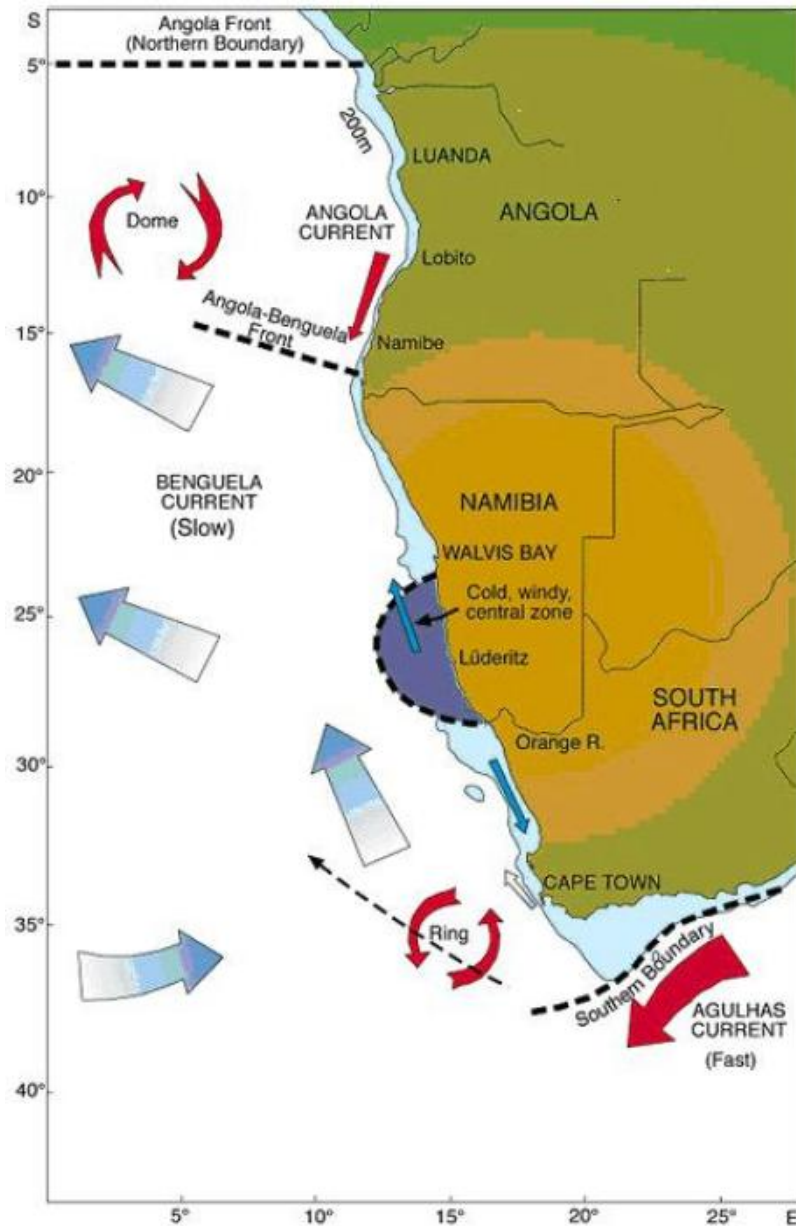 S
Angola Front
(Northern Boundary)
5°
200m
LUANDA
10°
Dome
ANGOLA
CURRENT
ANGOLA
Lobito
Angola-Benguela
Front
15°
Namibe
20°
BENGUELA
CURRENT
(Slow)
NAMIBIA
WALVIS BAY
Cold, windy,
central zone
25°
Lüderitz
SOUTH
AFRICA
Orange R.
30°
CAPE TOWN
35°
Ring
Southern Boundary
AGULHAS
CURRENT
(Fast)
40°
5°
10°
15°
20°
25°
E